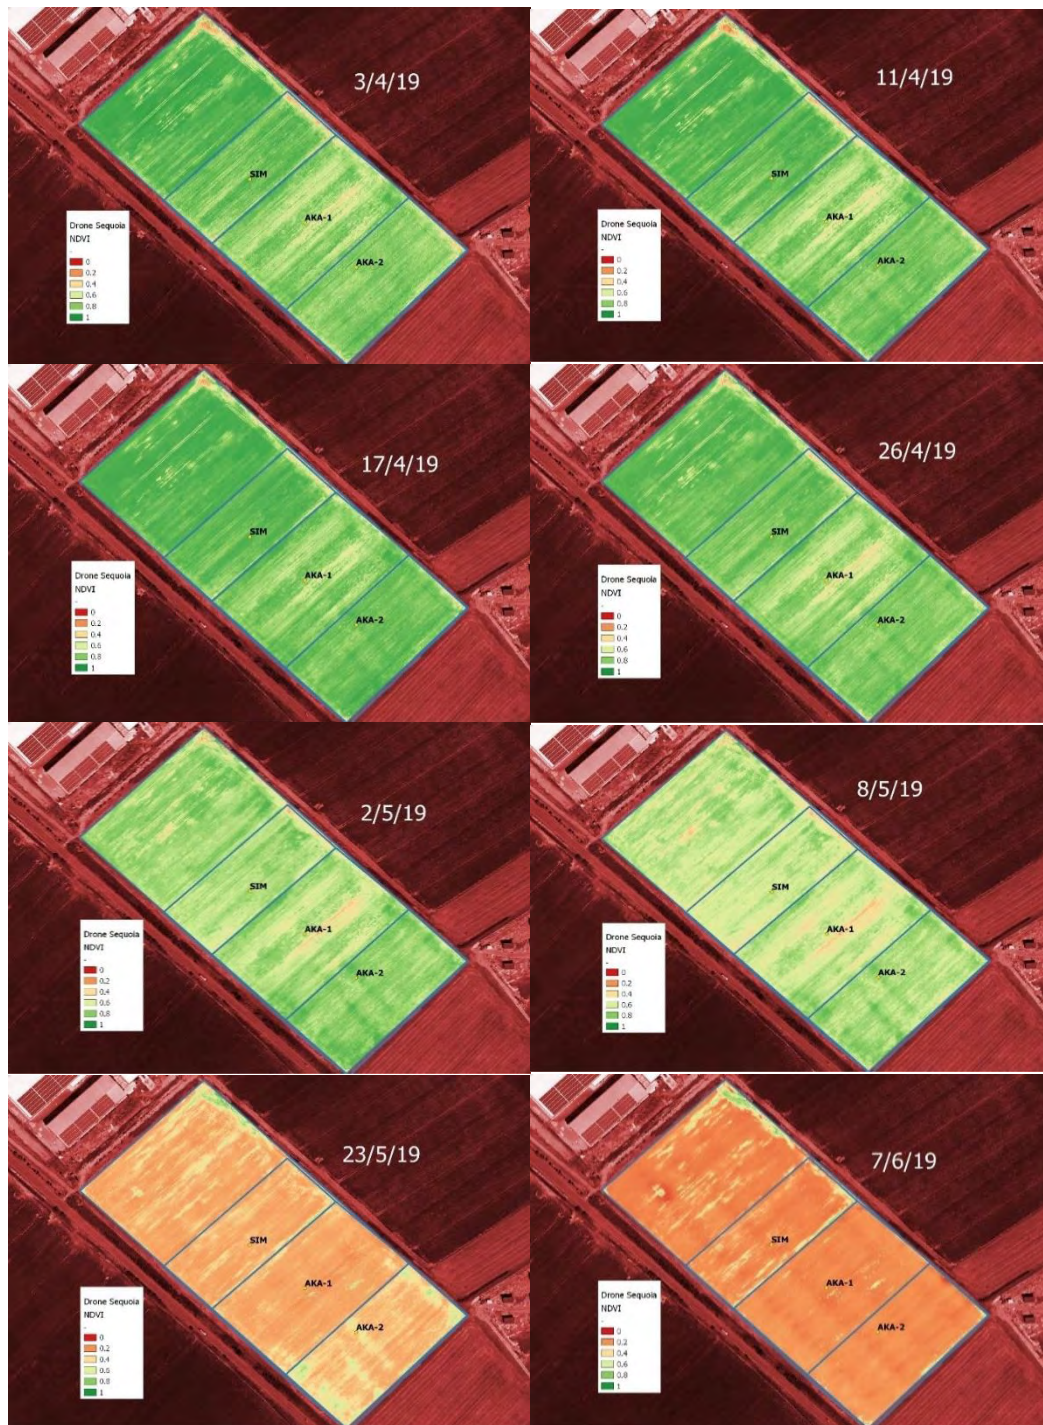 3/4/19
SIM
AKA-1
AKA-2
Drone Sequoia
NDVI
-
0
0.2
0.4
0.6
0.8
1
11/4/19
SIM
AKA-1
AKA-2
Drone Sequoia
NDVI
-
0
0.2
0.4
0.6
0.8
1
17/4/19
SIM
AKA-1
AKA-2
Drone Sequoia
NDVI
-
0
0.2
0.4
0.6
0.8
1
26/4/19
SIM
AKA-1
AKA-2
Drone Sequoia
NDVI
-
0
0.2
0.4
0.6
0.8
1
2/5/19
SIM
AKA-1
AKA-2
Drone Sequoia
NDVI
-
0
0.2
0.4
0.6
0.8
1
8/5/19
SIM
AKA-1
AKA-2
Drone Sequoia
NDVI
-
0
0.2
0.4
0.6
0.8
1
23/5/19
SIM
AKA-1
AKA-2
Drone Sequoia
NDVI
-
0
0.2
0.4
0.6
0.8
1
7/6/19
SIM
AKA-1
AKA-2
Drone Sequoia
NDVI
-
0
0.2
0.4
0.6
0.8
1